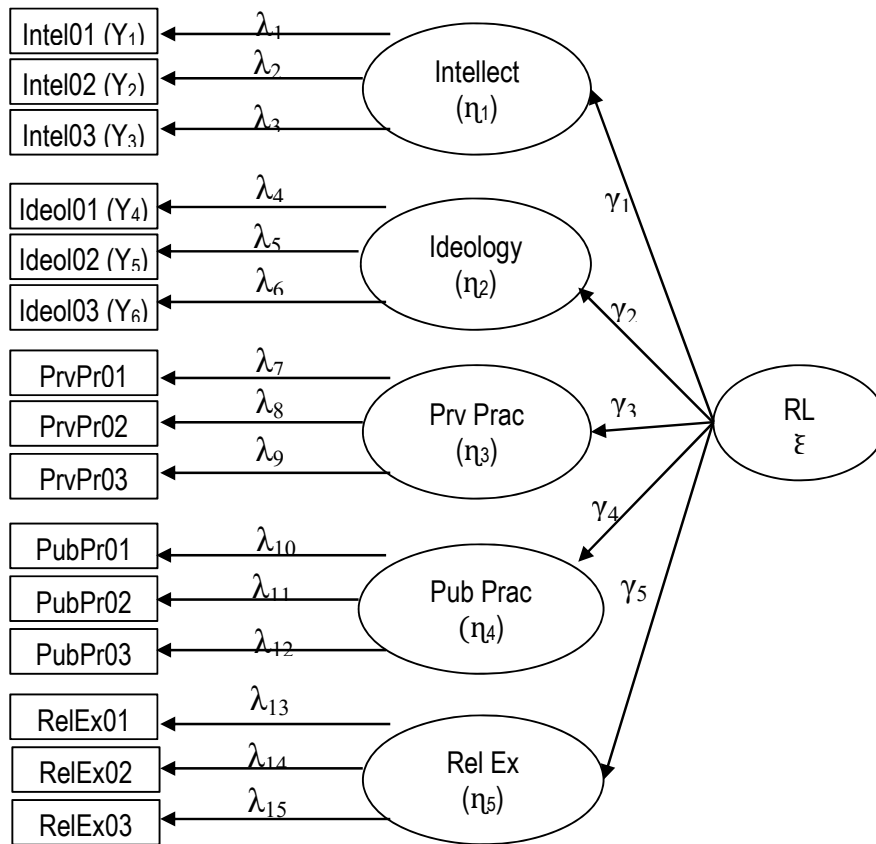 Intel01 (Y₁)
λ₁
Intel02 (Y₂)
λ₂
Intel03 (Y₃)
λ₃
Intellect
(η₁)
γ₁
Ideol01 (Y₄)
λ₄
Ideol02 (Y₅)
λ₅
Ideol03 (Y₆)
λ₆
Ideology
(η₂)
γ₂
PrvPr01
λ₇
PrvPr02
λ₈
PrvPr03
λ₉
Prv Prac
(η₃)
γ₃
RL
ξ
PubPr01
λ₁₀
PubPr02
λ₁₁
PubPr03
λ₁₂
Pub Prac
(η₄)
γ₄
RelEx01
λ₁₃
RelEx02
λ₁₄
RelEx03
λ₁₅
Rel Ex
(η₅)
γ₅